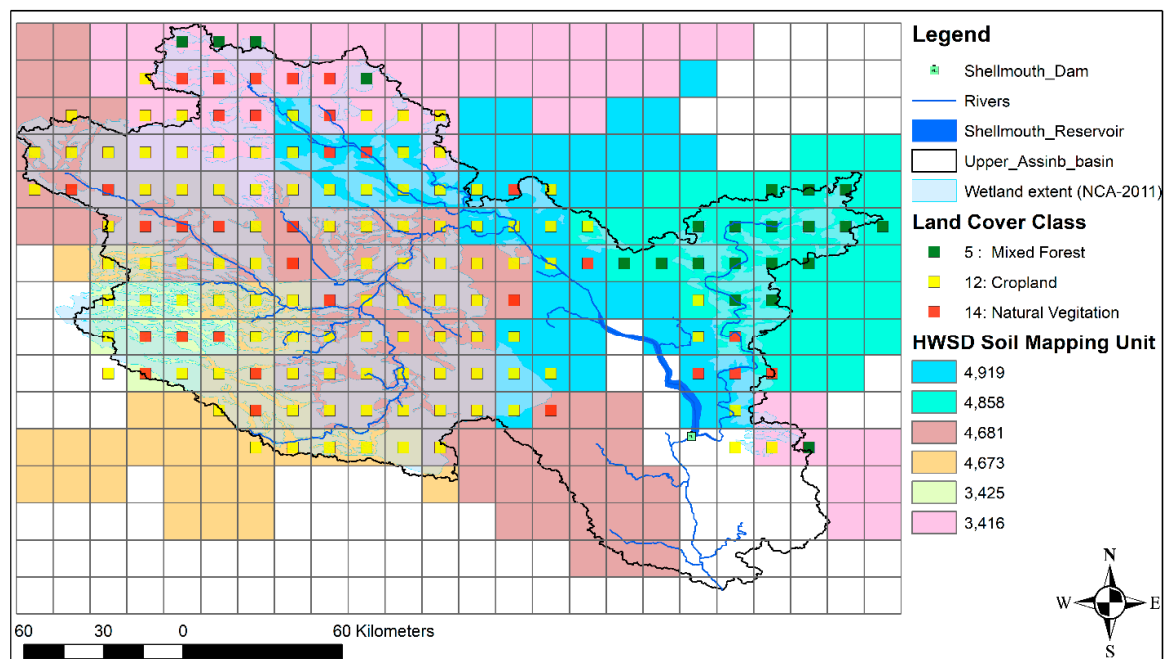 Legend
Shellmouth_Dam
Rivers
Shellmouth_Reservoir
Upper_Assinb_basin
Wetland extent (NCA-2011)
Land Cover Class
5 : Mixed Forest
12: Cropland
14: Natural Vegitation
HWSD Soil Mapping Unit
4,919
4,858
4,681
4,673
3,425
3,416
N
W E
S
60 30 0 60 Kilometers